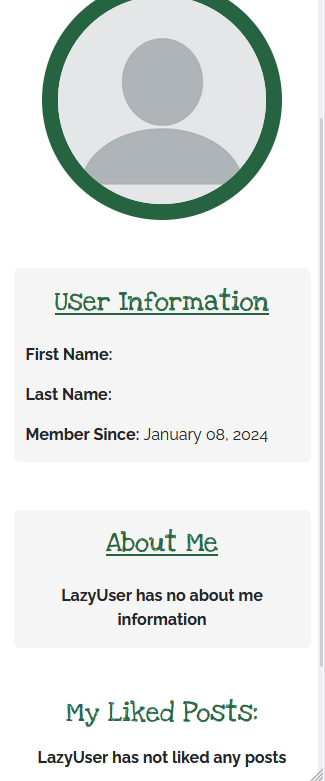 User Information
First Name:
Last Name:
Member Since: January 08, 2024
About Me
LazyUser has no about me
information
My Liked Posts:
LazyUser has not liked any posts